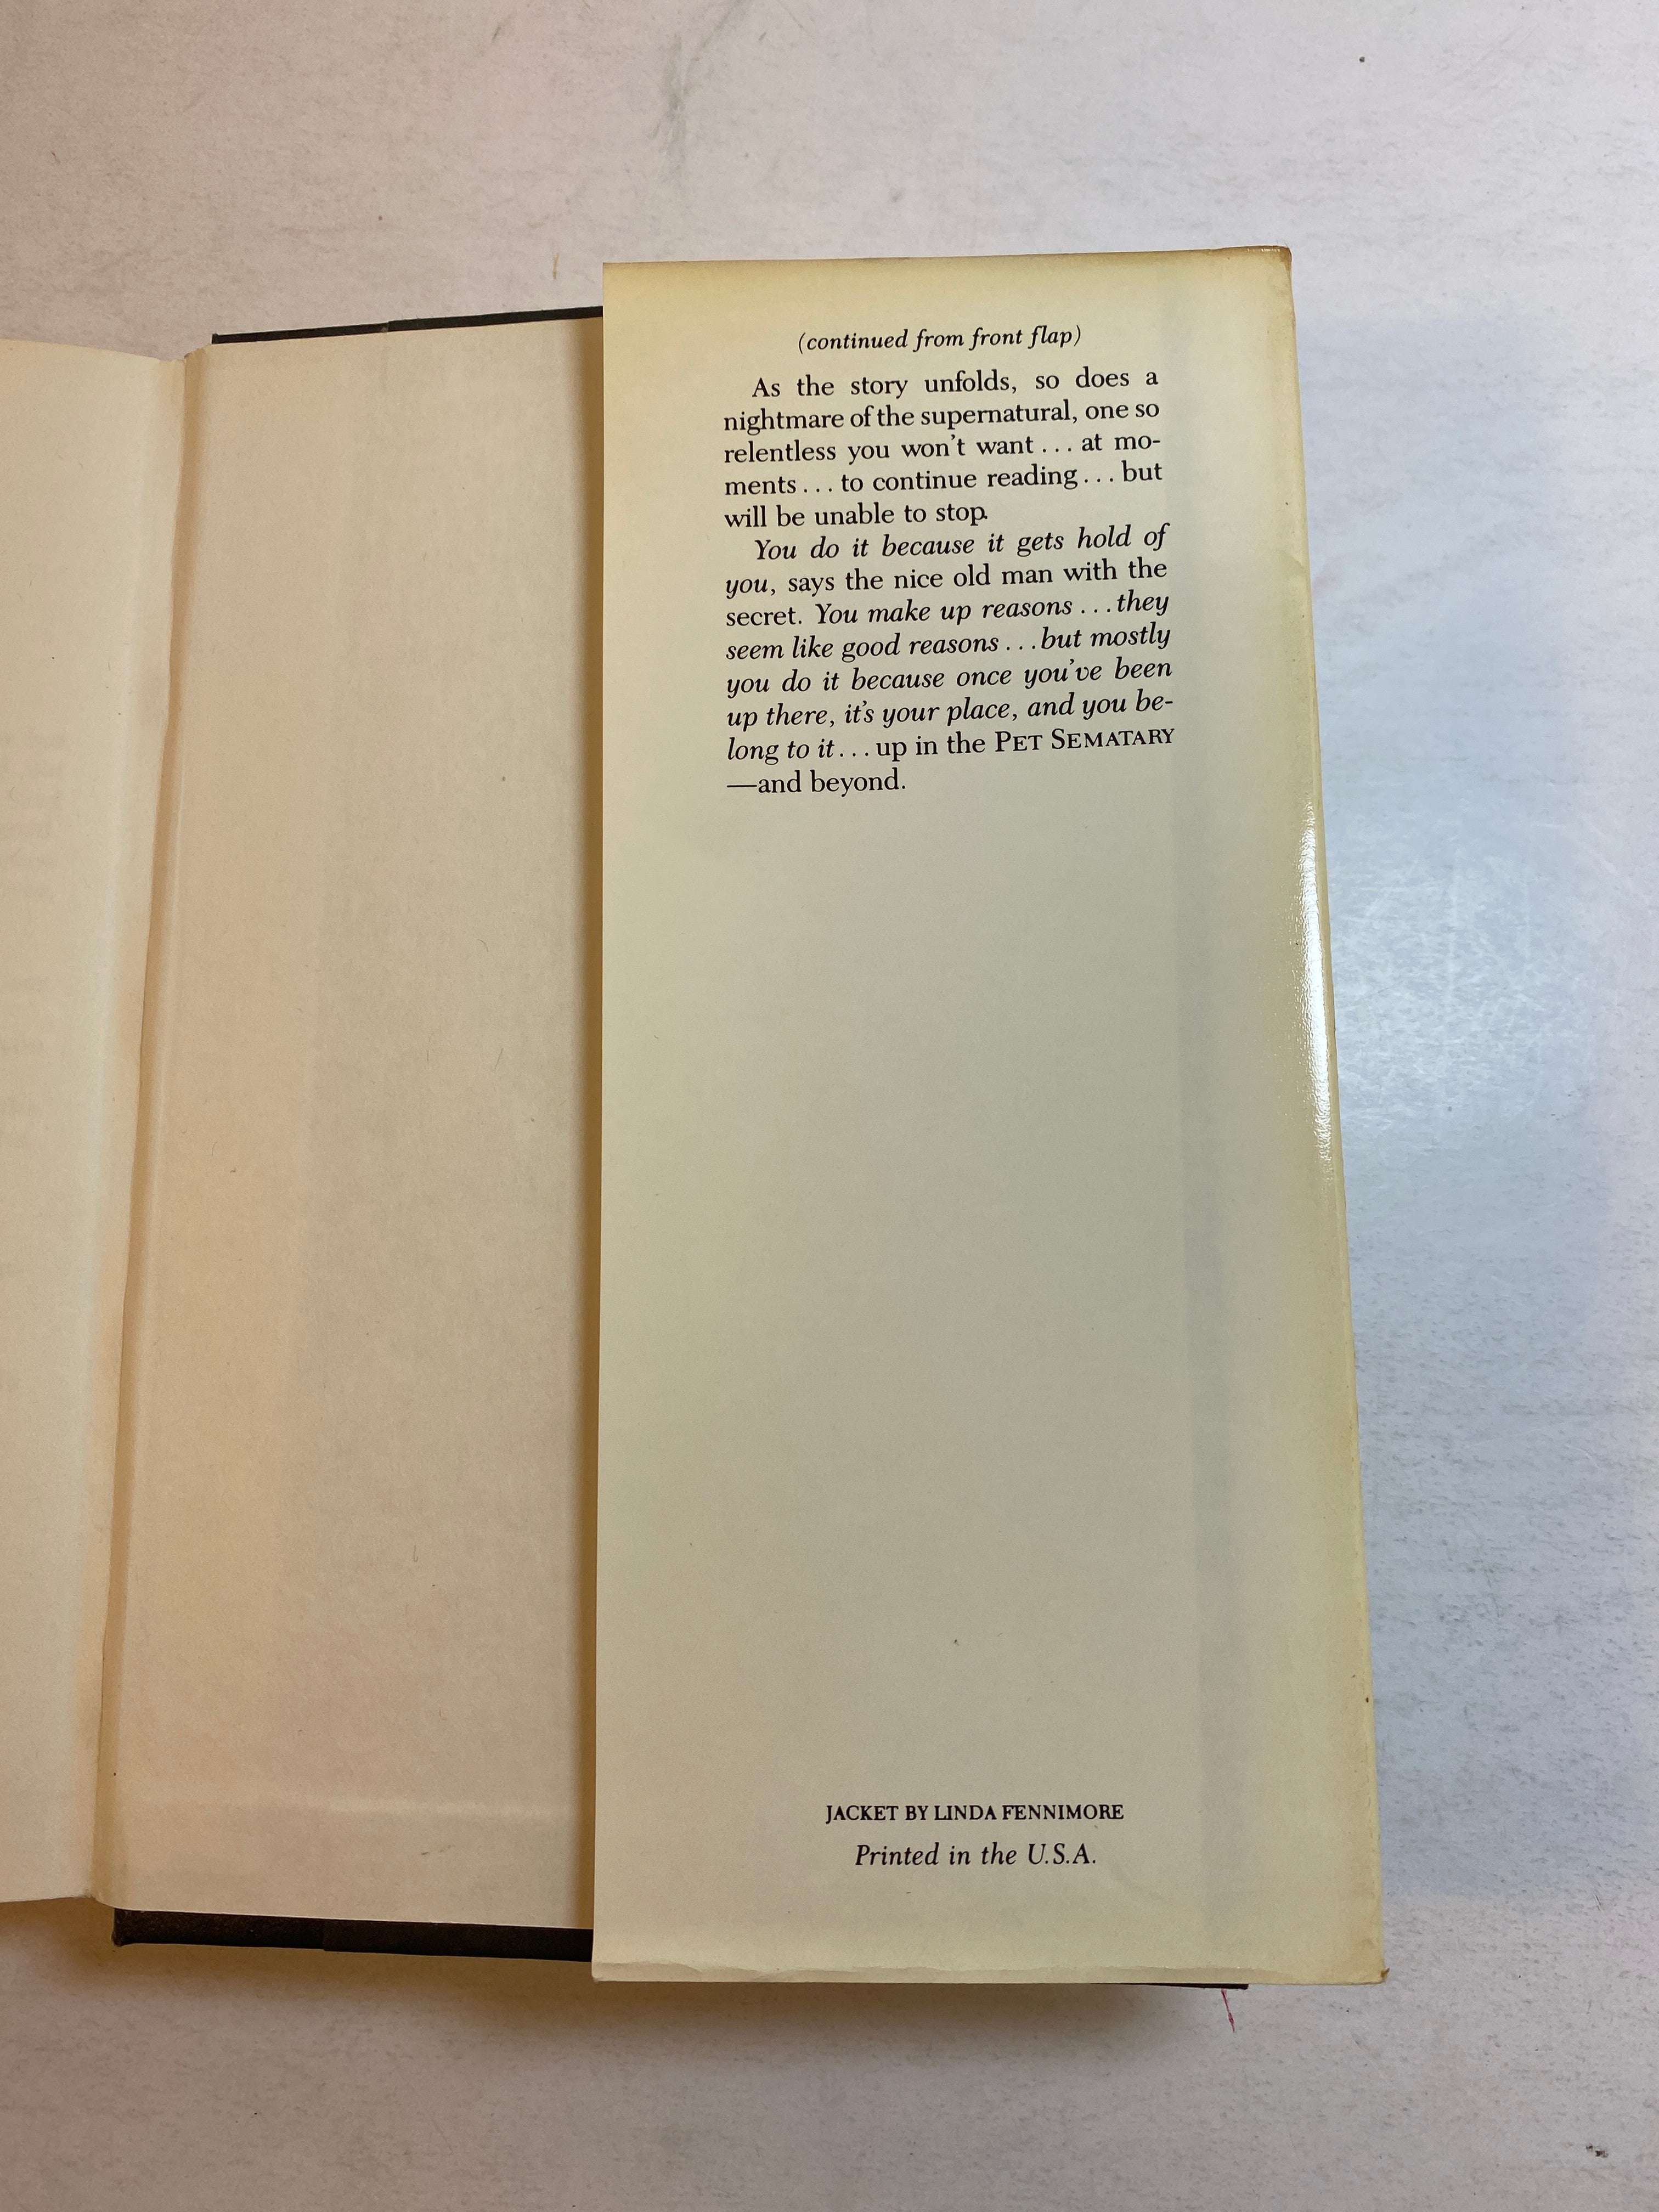 (continued from front flap)
As the story unfolds, so does a
nightmare of the supernatural, one so
relentless you won't want . . . at mo-
ments . . . to continue reading . . . but
will be unable to stop.
You do it because it gets hold of
you, says the nice old man with the
secret. You make up reasons . . . they
seem like good reasons . . . but mostly
you do it because once you've been
up there, it's your place, and you be-
long to it . . . up in the PET SEMATARY
—and beyond.
JACKET BY LINDA FENNIMORE
Printed in the U.S.A.